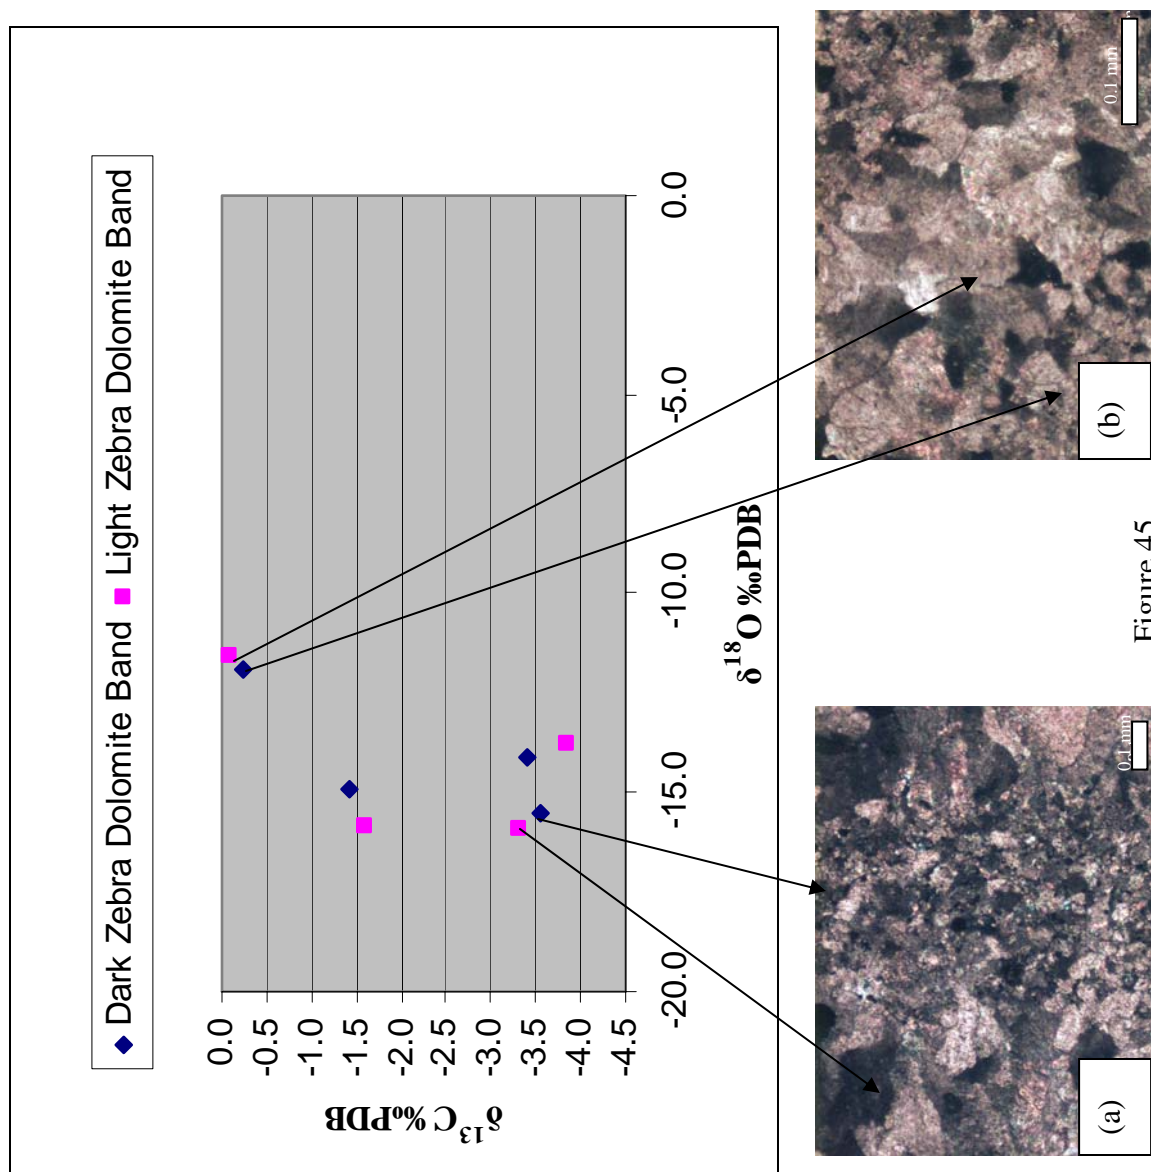 Dark Zebra Dolomite Band Light Zebra Dolomite Band
0.0
-0.5
-1.0
-1.5
-2.0
-2.5
-3.0
-3.5
-4.0
-4.5
-20.0 -15.0 -10.0 -5.0 0.0
δ¹³C ‰PDB
δ¹⁸O ‰PDB
0.1 mm
0.1 mm
(a)
(b)
Figure 45